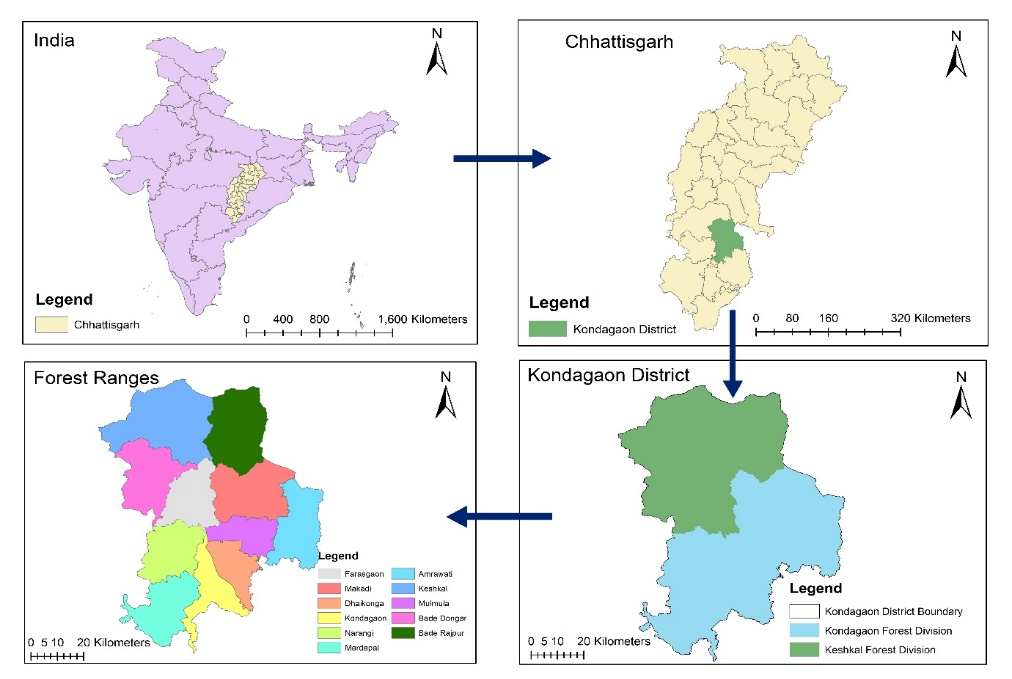 India
N
Legend
Chhattisgarh
0 400 800 1,600 Kilometers
Chhattisgarh
N
Legend
Kondagaon District
0 80 160 320 Kilometers
Forest Ranges
N
Legend
Farasgaon
Makadi
Dhaikonga
Kondagaon
Narangi
Mardapal
Amrawati
Keshkal
Mulmula
Bade Dongar
Bade Rajpur
0 5 10 20 Kilometers
Kondagaon District
N
Legend
Kondagaon District Boundary
Kondagaon Forest Division
Keshkal Forest Division
0 5 10 20 Kilometers